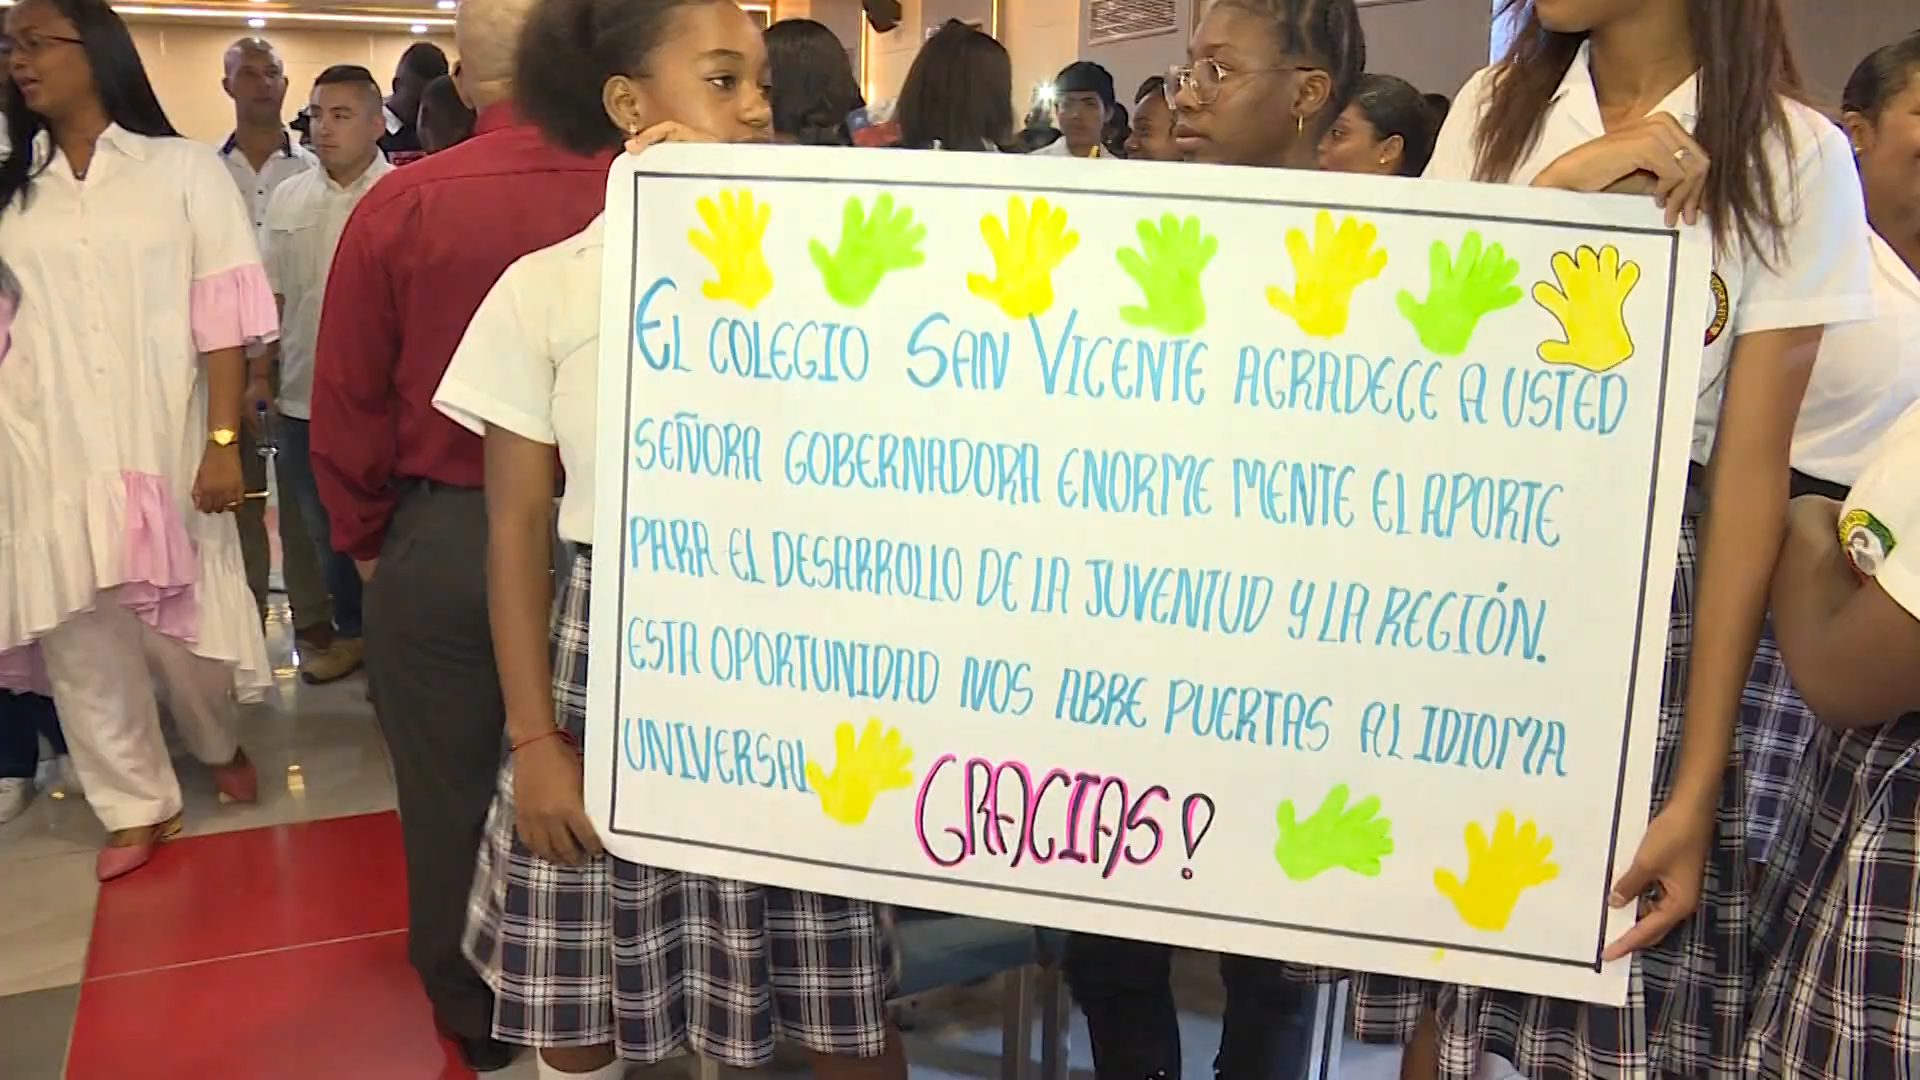 EL COLEGIO SAN VICENTE AGRADECE A USTED
SEÑORA GOBERNADORA ENORME MENTE EL APORTE
PARA EL DESARROLLO DE LA JUVENTUD Y LA REGIÓN.
ESTA OPORTUNIDAD NOS ABRE PUERTAS AL IDIOMA
UNIVERSAL GRACIAS!